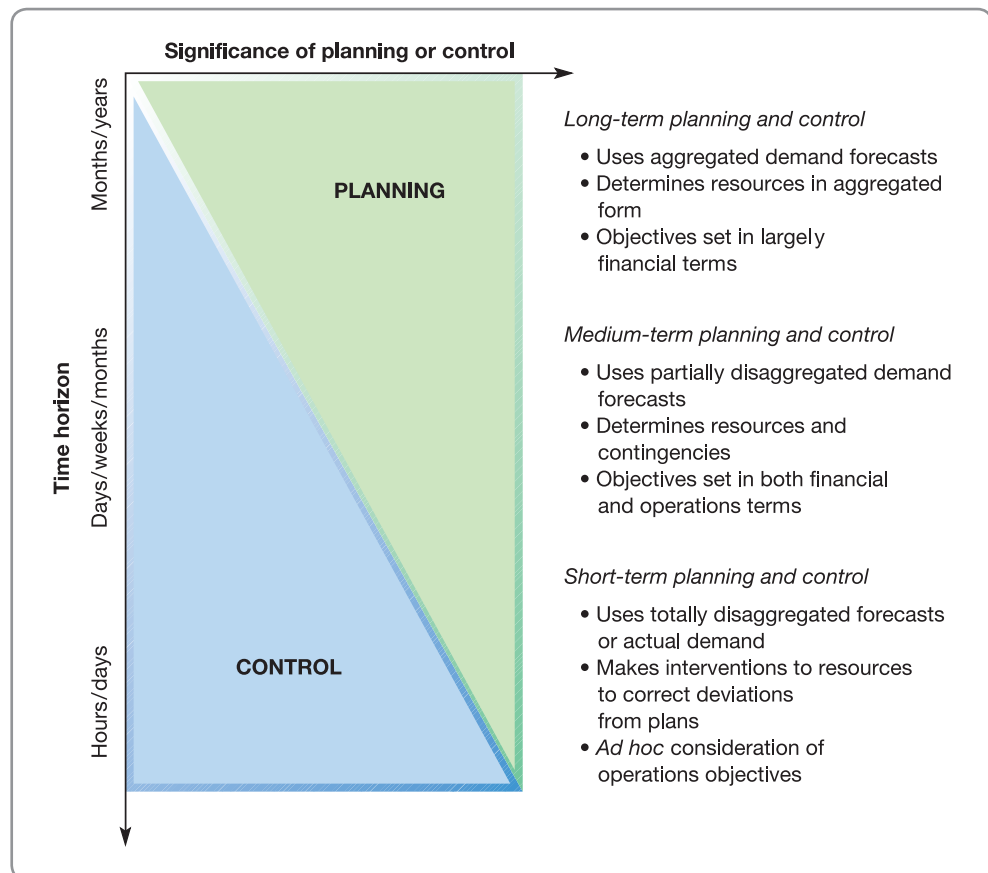 Significance of planning or control
Months/years
Days/weeks/months
Hours/days
Time horizon
PLANNING
CONTROL
Long-term planning and control
• Uses aggregated demand forecasts
• Determines resources in aggregated
form
• Objectives set in largely
financial terms
Medium-term planning and control
• Uses partially disaggregated demand
forecasts
• Determines resources and
contingencies
• Objectives set in both financial
and operations terms
Short-term planning and control
• Uses totally disaggregated forecasts
or actual demand
• Makes interventions to resources
to correct deviations
from plans
• Ad hoc consideration of
operations objectives